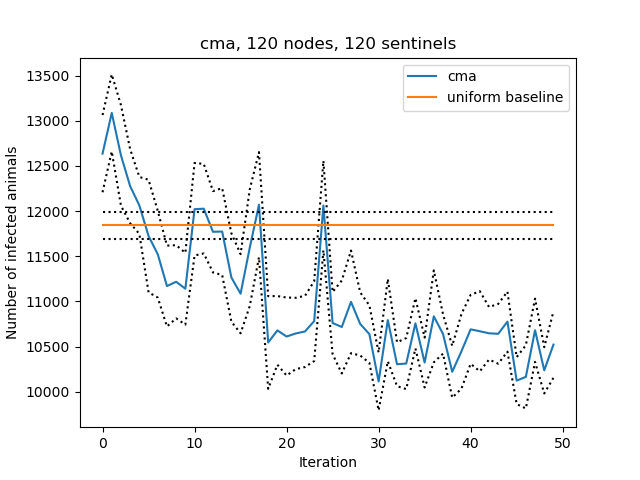 cma, 120 nodes, 120 sentinels
cma
uniform baseline
Number of infected animals
13500
13000
12500
12000
11500
11000
10500
10000
0 10 20 30 40 50
Iteration